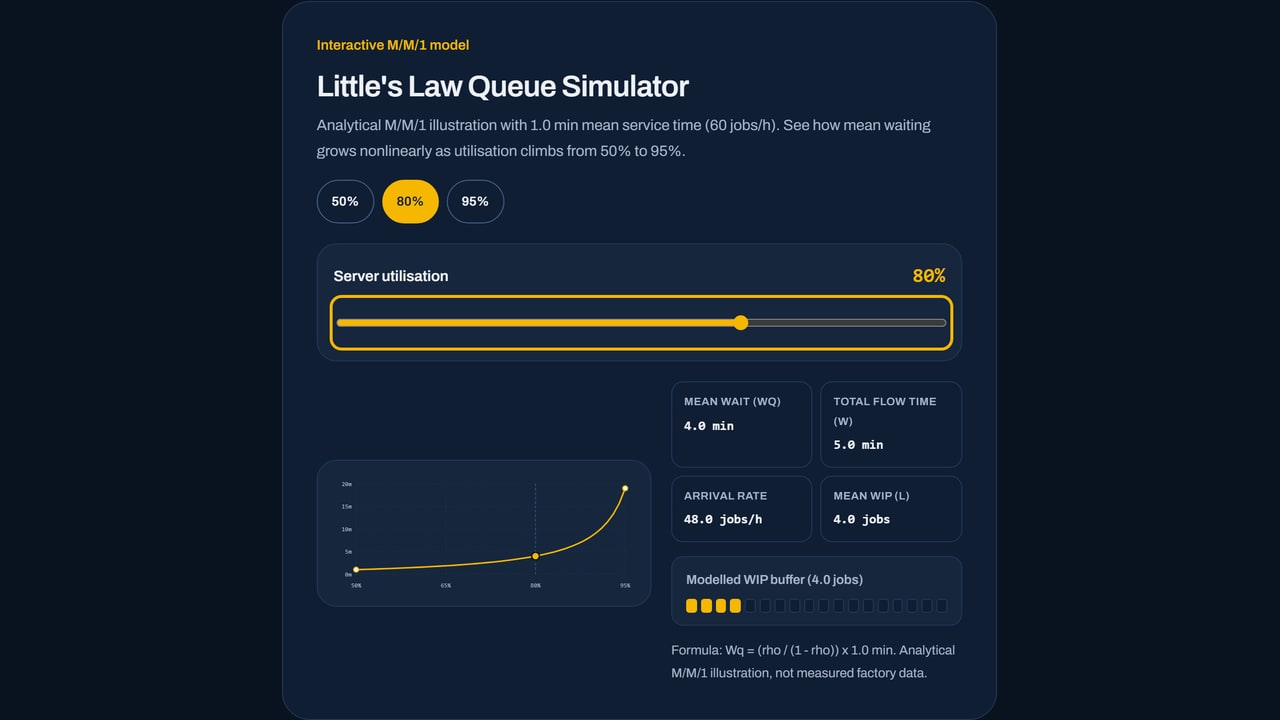 Interactive M/M/1 model
Little's Law Queue Simulator
Analytical M/M/1 illustration with 1.0 min mean service time (60 jobs/h). See how mean waiting
grows nonlinearly as utilisation climbs from 50% to 95%.
50%
80%
95%
Server utilisation
80%
MEAN WAIT (WQ)
4.0 min
TOTAL FLOW TIME
(W)
5.0 min
ARRIVAL RATE
48.0 jobs/h
MEAN WIP (L)
4.0 jobs
20m
15m
10m
5m
0m
50%
65%
80%
95%
Modelled WIP buffer (4.0 jobs)
Formula: Wq = (rho / (1 - rho)) x 1.0 min. Analytical
M/M/1 illustration, not measured factory data.